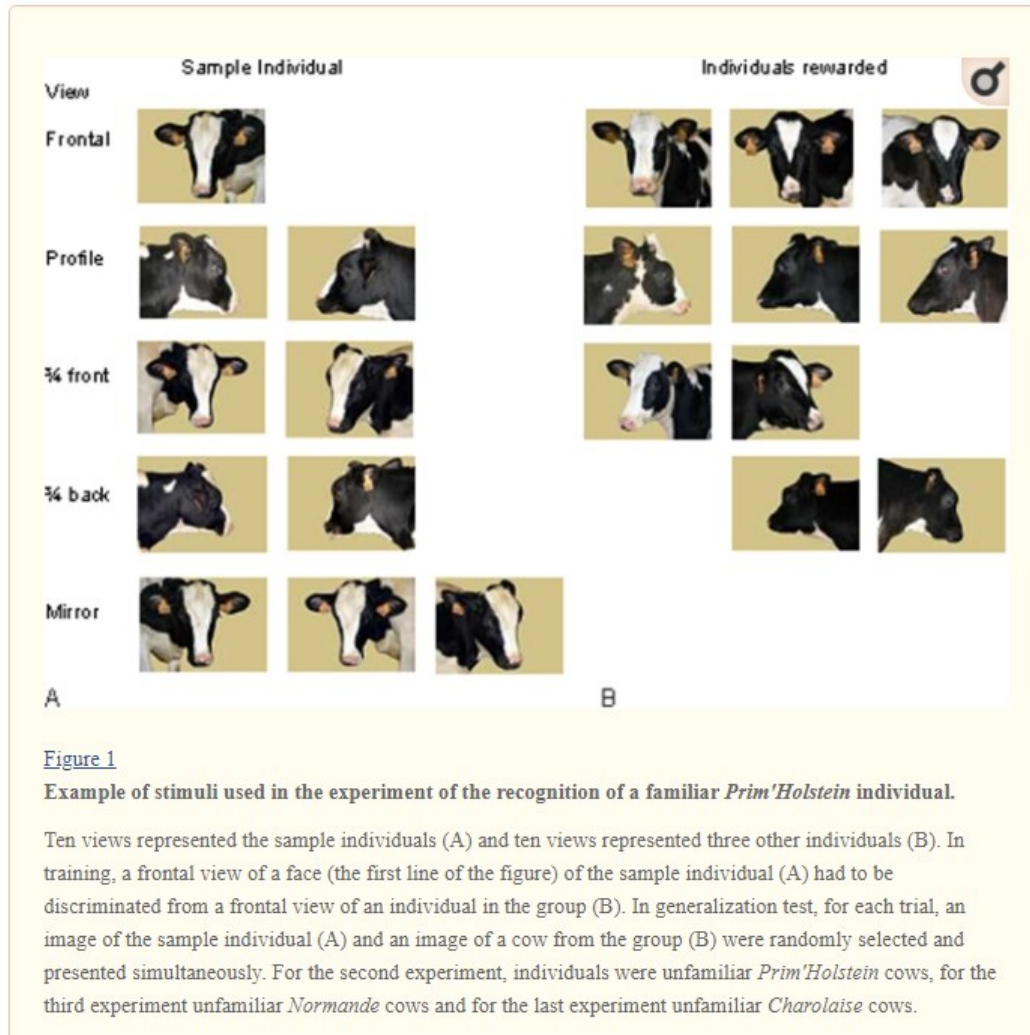 Sample Individual Individuals rewarded
View
Frontal
Profile
¾ front
¾ back
Mirror
A B
Figure 1
Example of stimuli used in the experiment of the recognition of a familiar Prim'Holstein individual.
Ten views represented the sample individuals (A) and ten views represented three other individuals (B). In
training, a frontal view of a face (the first line of the figure) of the sample individual (A) had to be
discriminated from a frontal view of an individual in the group (B). In generalization test, for each trial, an
image of the sample individual (A) and an image of a cow from the group (B) were randomly selected and
presented simultaneously. For the second experiment, individuals were unfamiliar Prim'Holstein cows, for the
third experiment unfamiliar Normande cows and for the last experiment unfamiliar Charolaise cows.